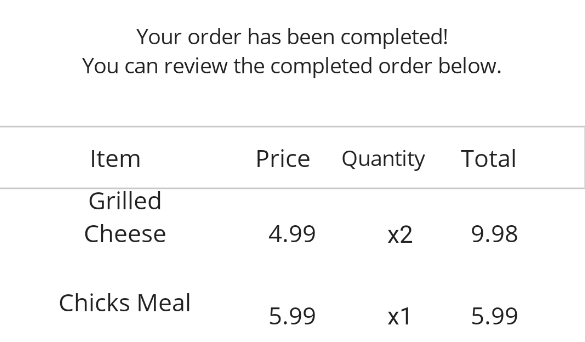 Your order has been completed!
You can review the completed order below.
Item Price Quantity Total
Grilled
Cheese 4.99 x2 9.98
Chicks Meal 5.99 x1 5.99